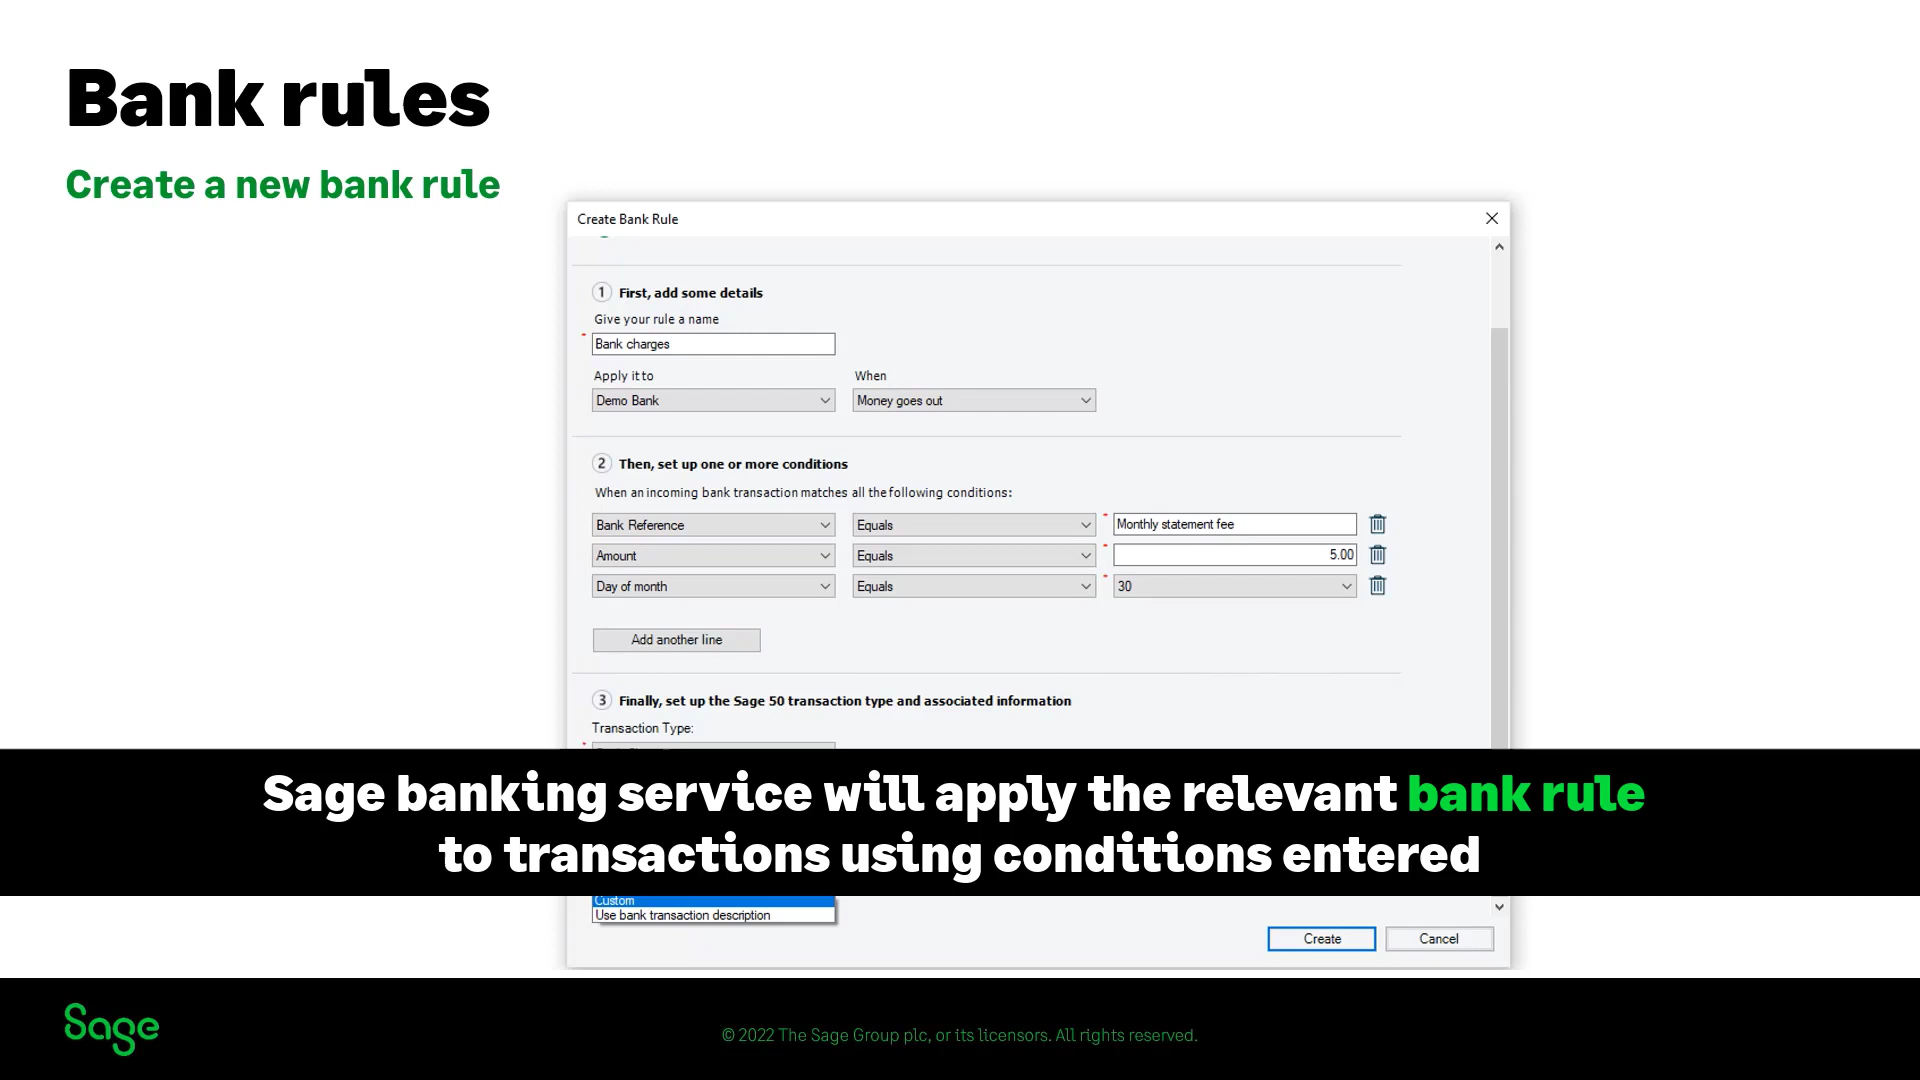 Bank rules
Create a new bank rule
Create Bank Rule
1 First, add some details
Give your rule a name
* Bank charges
Apply it to When
Demo Bank Money goes out
2 Then, set up one or more conditions
When an incoming bank transaction matches all the following conditions:
Bank Reference Equals * Monthly statement fee
Amount Equals * 5.00
Day of month Equals * 30
Add another line
3 Finally, set up the Sage 50 transaction type and associated information
Transaction Type:
*
Sage banking service will apply the relevant bank rule
to transactions using conditions entered
Custom
Use bank transaction description
Create Cancel
Sage
© 2022 The Sage Group plc, or its licensors. All rights reserved.